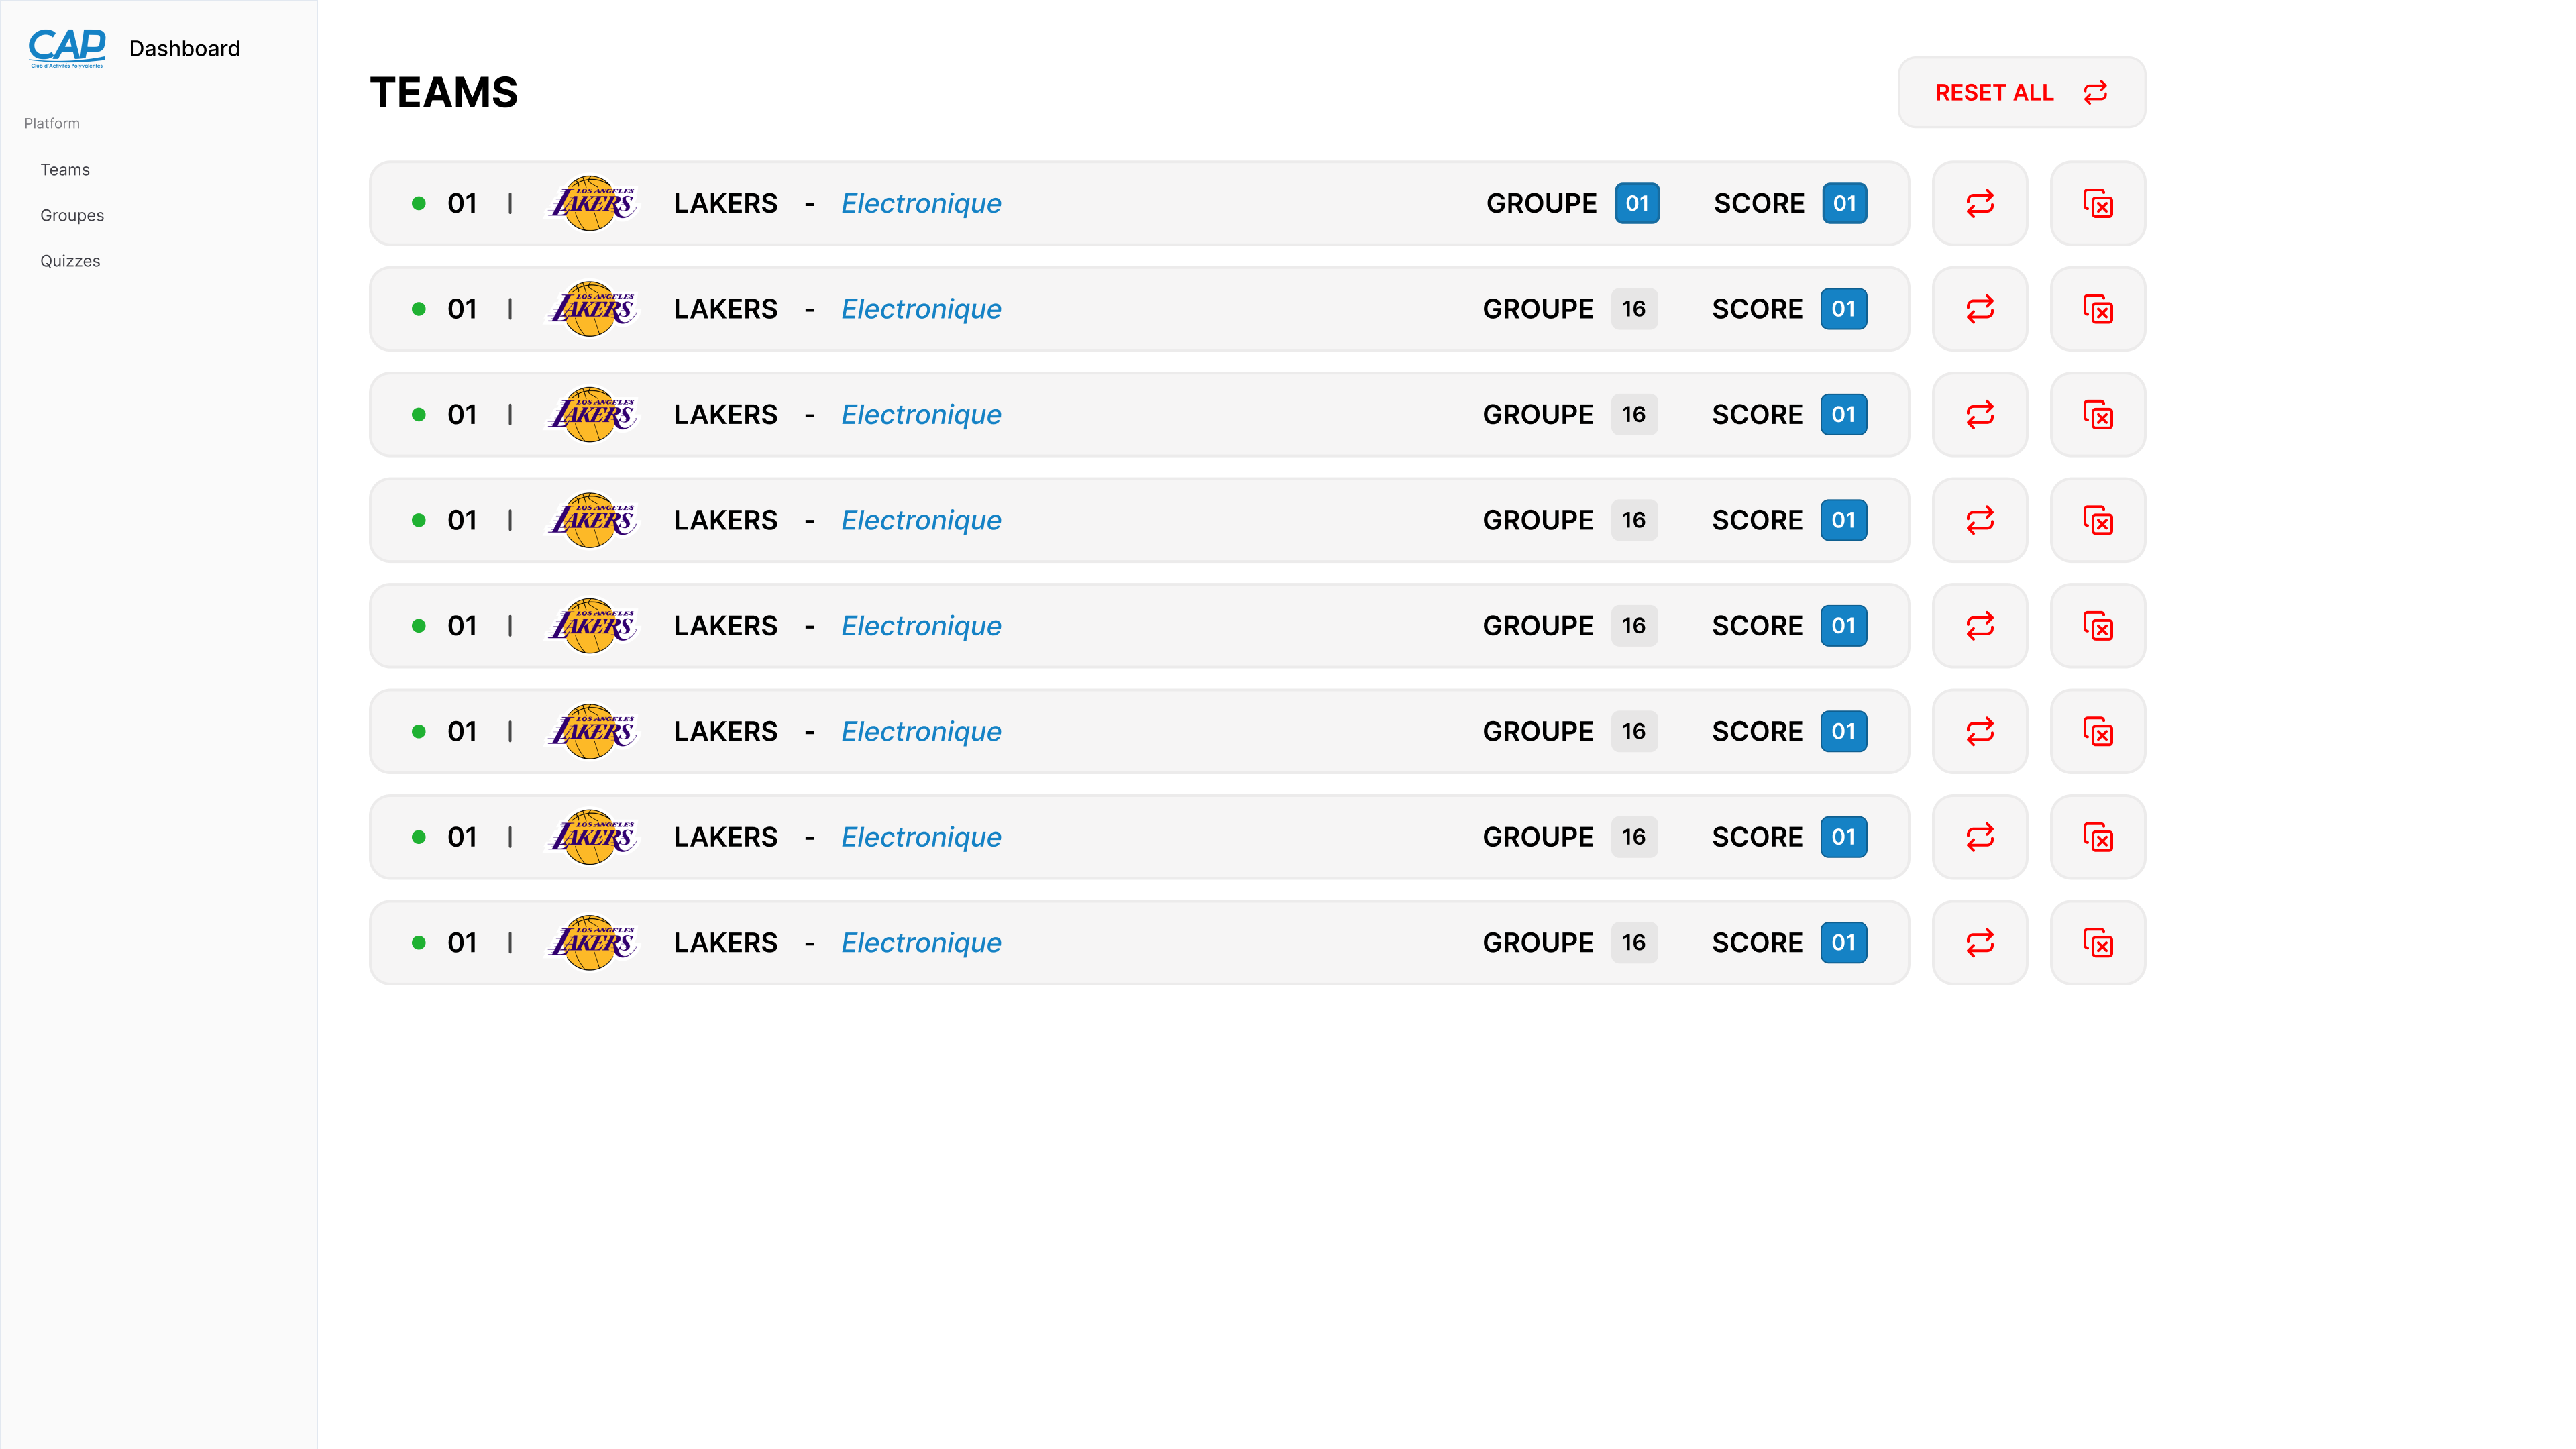 CAP Dashboard
Club d'Activités Polyvalentes
Platform
Teams
Groupes
Quizzes
TEAMS
RESET ALL
01 | LOS ANGELES LAKERS LAKERS - Electronique GROUPE 01 SCORE 01
01 | LOS ANGELES LAKERS LAKERS - Electronique GROUPE 16 SCORE 01
01 | LOS ANGELES LAKERS LAKERS - Electronique GROUPE 16 SCORE 01
01 | LOS ANGELES LAKERS LAKERS - Electronique GROUPE 16 SCORE 01
01 | LOS ANGELES LAKERS LAKERS - Electronique GROUPE 16 SCORE 01
01 | LOS ANGELES LAKERS LAKERS - Electronique GROUPE 16 SCORE 01
01 | LOS ANGELES LAKERS LAKERS - Electronique GROUPE 16 SCORE 01
01 | LOS ANGELES LAKERS LAKERS - Electronique GROUPE 16 SCORE 01